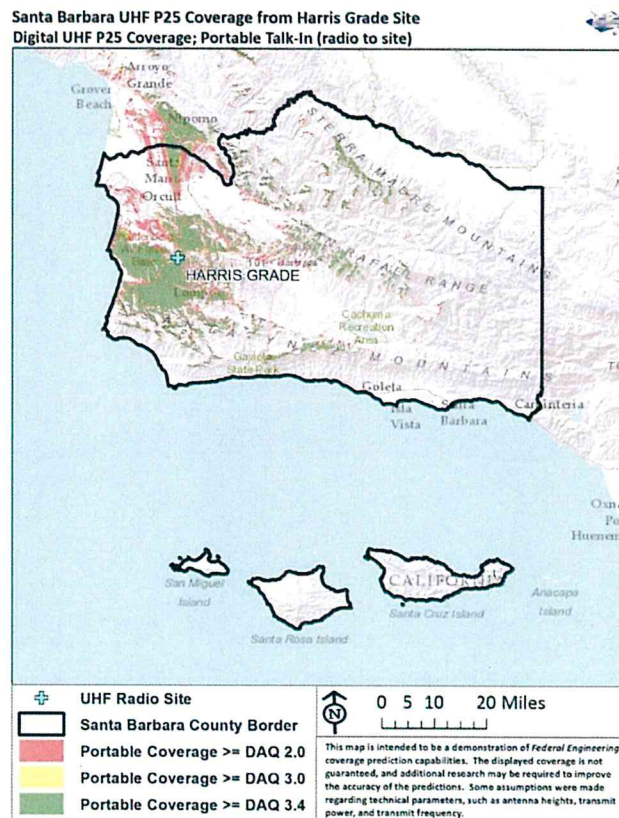 Santa Barbara UHF P25 Coverage from Harris Grade Site
Digital UHF P25 Coverage; Portable Talk-In (radio to site)
Arroyo
Grande
Grover
Beach
Nipomo
Santa
Orcutt
SIERRA MADRE MOUNTAINS
RAFAEL RANGE
HARRIS GRADE
Cachuma
Recreation
Area
MOUNTAINS
Gaviota
State Park
Goleta
Isla
Vista
Santa
Barbara
Carpinteria
Oxn
Po
Huenem
San Miguel
Island
Santa Rosa Island
CALIFORNIA
Santa Cruz Island
Anacapa
Island
UHF Radio Site
Santa Barbara County Border
Portable Coverage >= DAQ 2.0
Portable Coverage >= DAQ 3.0
Portable Coverage >= DAQ 3.4
N
0 5 10 20 Miles
This map is intended to be a demonstration of Federal Engineering
coverage prediction capabilities. The displayed coverage is not
guaranteed, and additional research may be required to improve
the accuracy of the predictions. Some assumptions were made
regarding technical parameters, such as antenna heights, transmit
power, and transmit frequency.